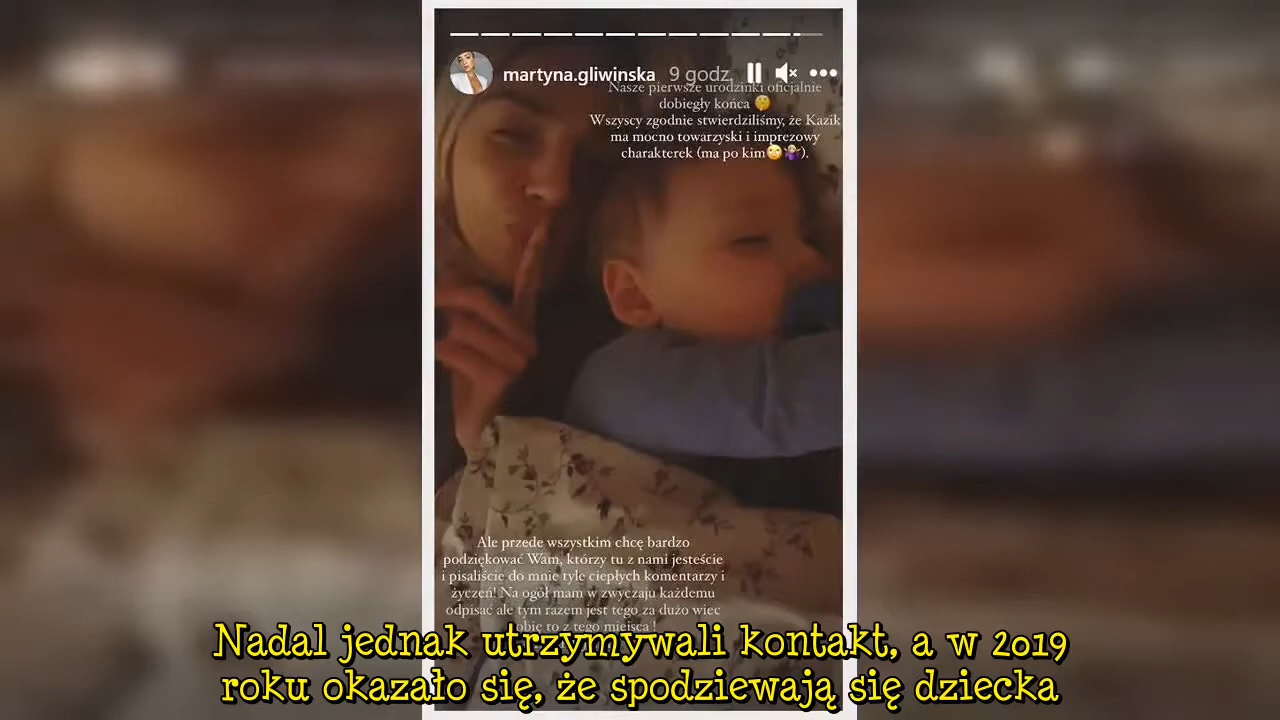 martyna.gliwinska 9 godz.
Nasze pierwsze urodzinki oficjalnie
dobiegły końca 🤫
Wszyscy zgodnie stwierdziliśmy, że Kazik
ma mocno towarzyski i imprezowy
charakterek (ma po kim🙄🤷‍♀️).
Ale przede wszystkim chcę bardzo
podziękować Wam, którzy tu z nami jesteście
i pisaliście do mnie tyle ciepłych komentarzy i
życzeń! Na ogół mam w zwyczaju każdemu
odpisać ale tym razem jest tego za dużo więc
robię to z tego miejsca !
Nadal jednak utrzymywali kontakt, a w 2019
roku okazało się, że spodziewają się dziecka